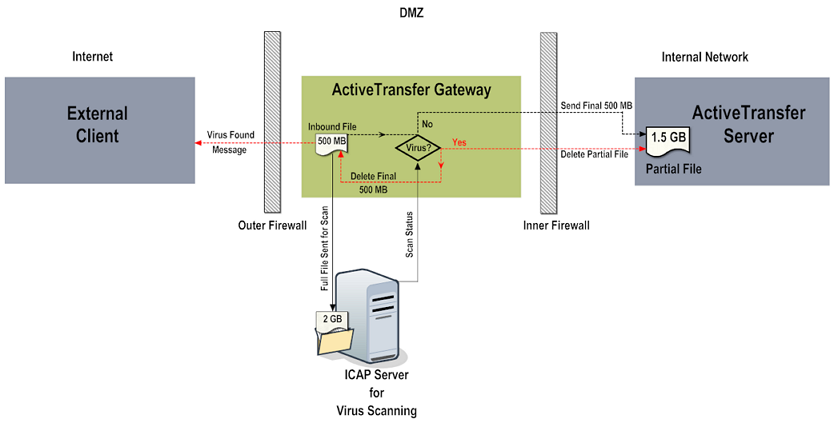 DMZ
Internet
Internal Network
External
Client
ActiveTransfer Gateway
ActiveTransfer
Server
Inbound File
500 MB
No
Virus?
Yes
Send Final 500 MB
1.5 GB
Partial File
Virus Found
Message
Delete Final
500 MB
Delete Partial File
Outer Firewall
Inner Firewall
Full File Sent for Scan
Scan Status
2 GB
ICAP Server
for
Virus Scanning